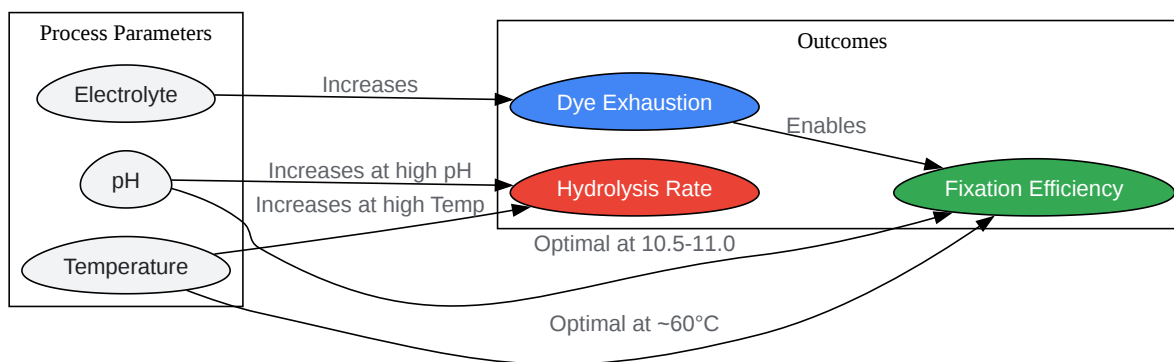 Process Parameters
Outcomes
Electrolyte
Increases
Dye Exhaustion
Enables
pH
Increases at high pH
Hydrolysis Rate
Fixation Efficiency
Increases at high Temp
Temperature
Optimal at 10.5-11.0
Optimal at ~60°C